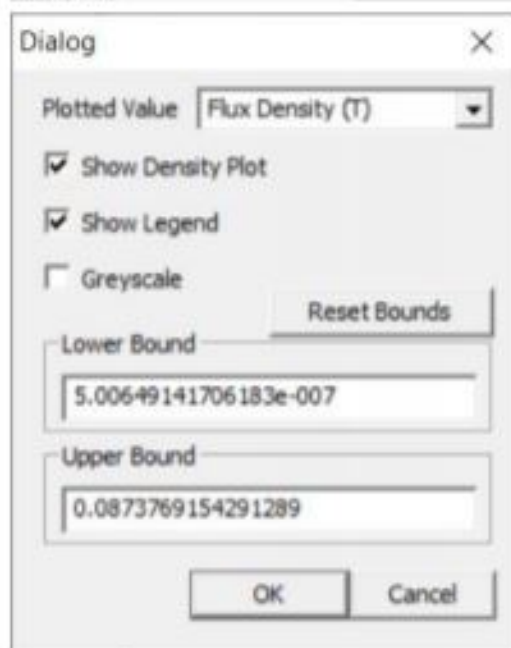 Dialog
Plotted Value Flux Density (T)
Show Density Plot
Show Legend
Greyscale
Reset Bounds
Lower Bound
5.00649141706183e-007
Upper Bound
0.0873769154291289
OK Cancel